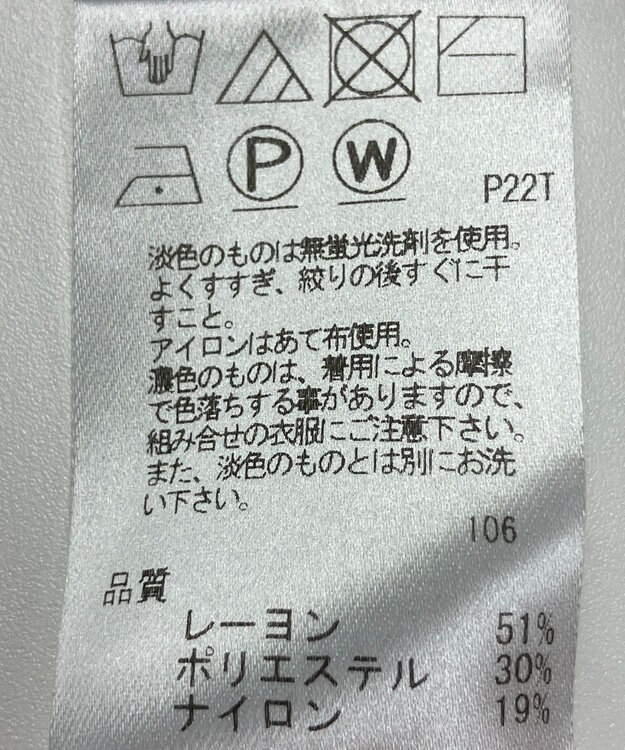 P W P22T
淡色のものは無蛍光洗剤を使用。
よくすすぎ、絞りの後すぐに干
すこと。
アイロンはあて布使用。
濃色のものは、着用による摩擦
で色落ちする事がありますので、
組み合せの衣服にご注意下さい。
また、淡色のものとは別にお洗
い下さい。
106
品質
レーヨン 51%
ポリエステル 30%
ナイロン 19%